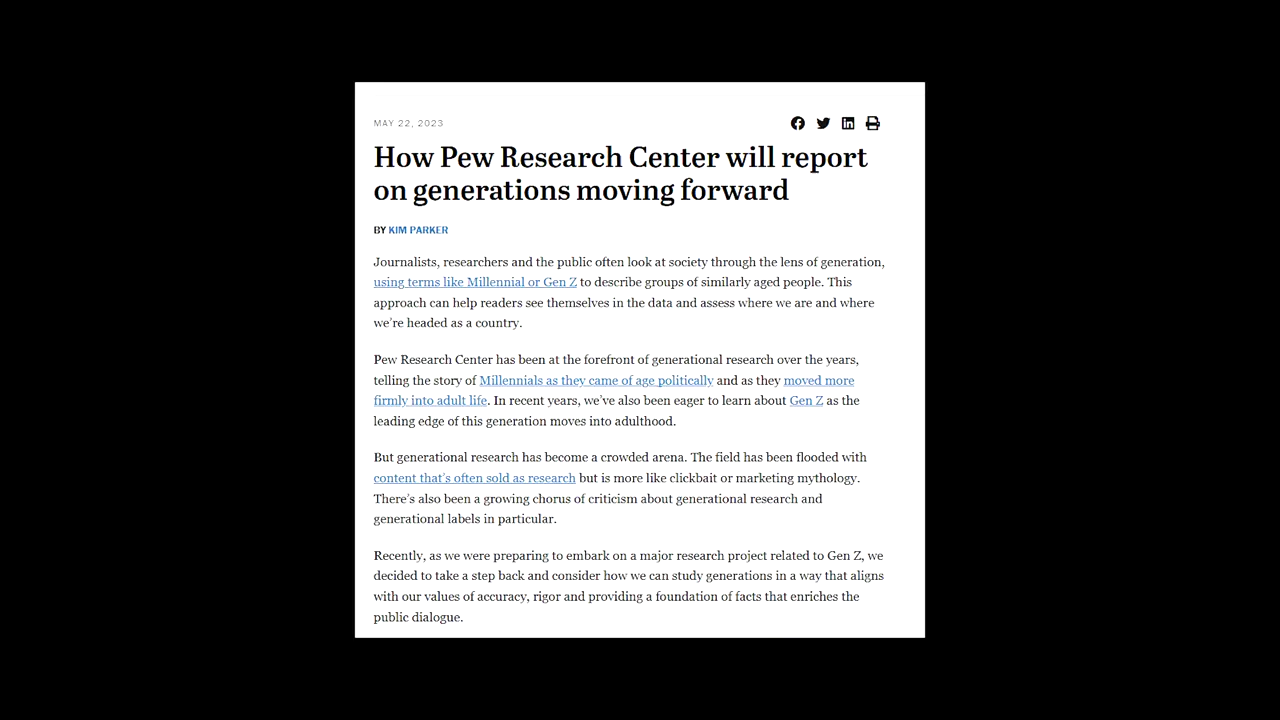 MAY 22, 2023
How Pew Research Center will report
on generations moving forward
BY KIM PARKER
Journalists, researchers and the public often look at society through the lens of generation,
using terms like Millennial or Gen Z to describe groups of similarly aged people. This
approach can help readers see themselves in the data and assess where we are and where
we're headed as a country.
Pew Research Center has been at the forefront of generational research over the years,
telling the story of Millennials as they came of age politically and as they moved more
firmly into adult life. In recent years, we've also been eager to learn about Gen Z as the
leading edge of this generation moves into adulthood.
But generational research has become a crowded arena. The field has been flooded with
content that's often sold as research but is more like clickbait or marketing mythology.
There's also been a growing chorus of criticism about generational research and
generational labels in particular.
Recently, as we were preparing to embark on a major research project related to Gen Z, we
decided to take a step back and consider how we can study generations in a way that aligns
with our values of accuracy, rigor and providing a foundation of facts that enriches the
public dialogue.